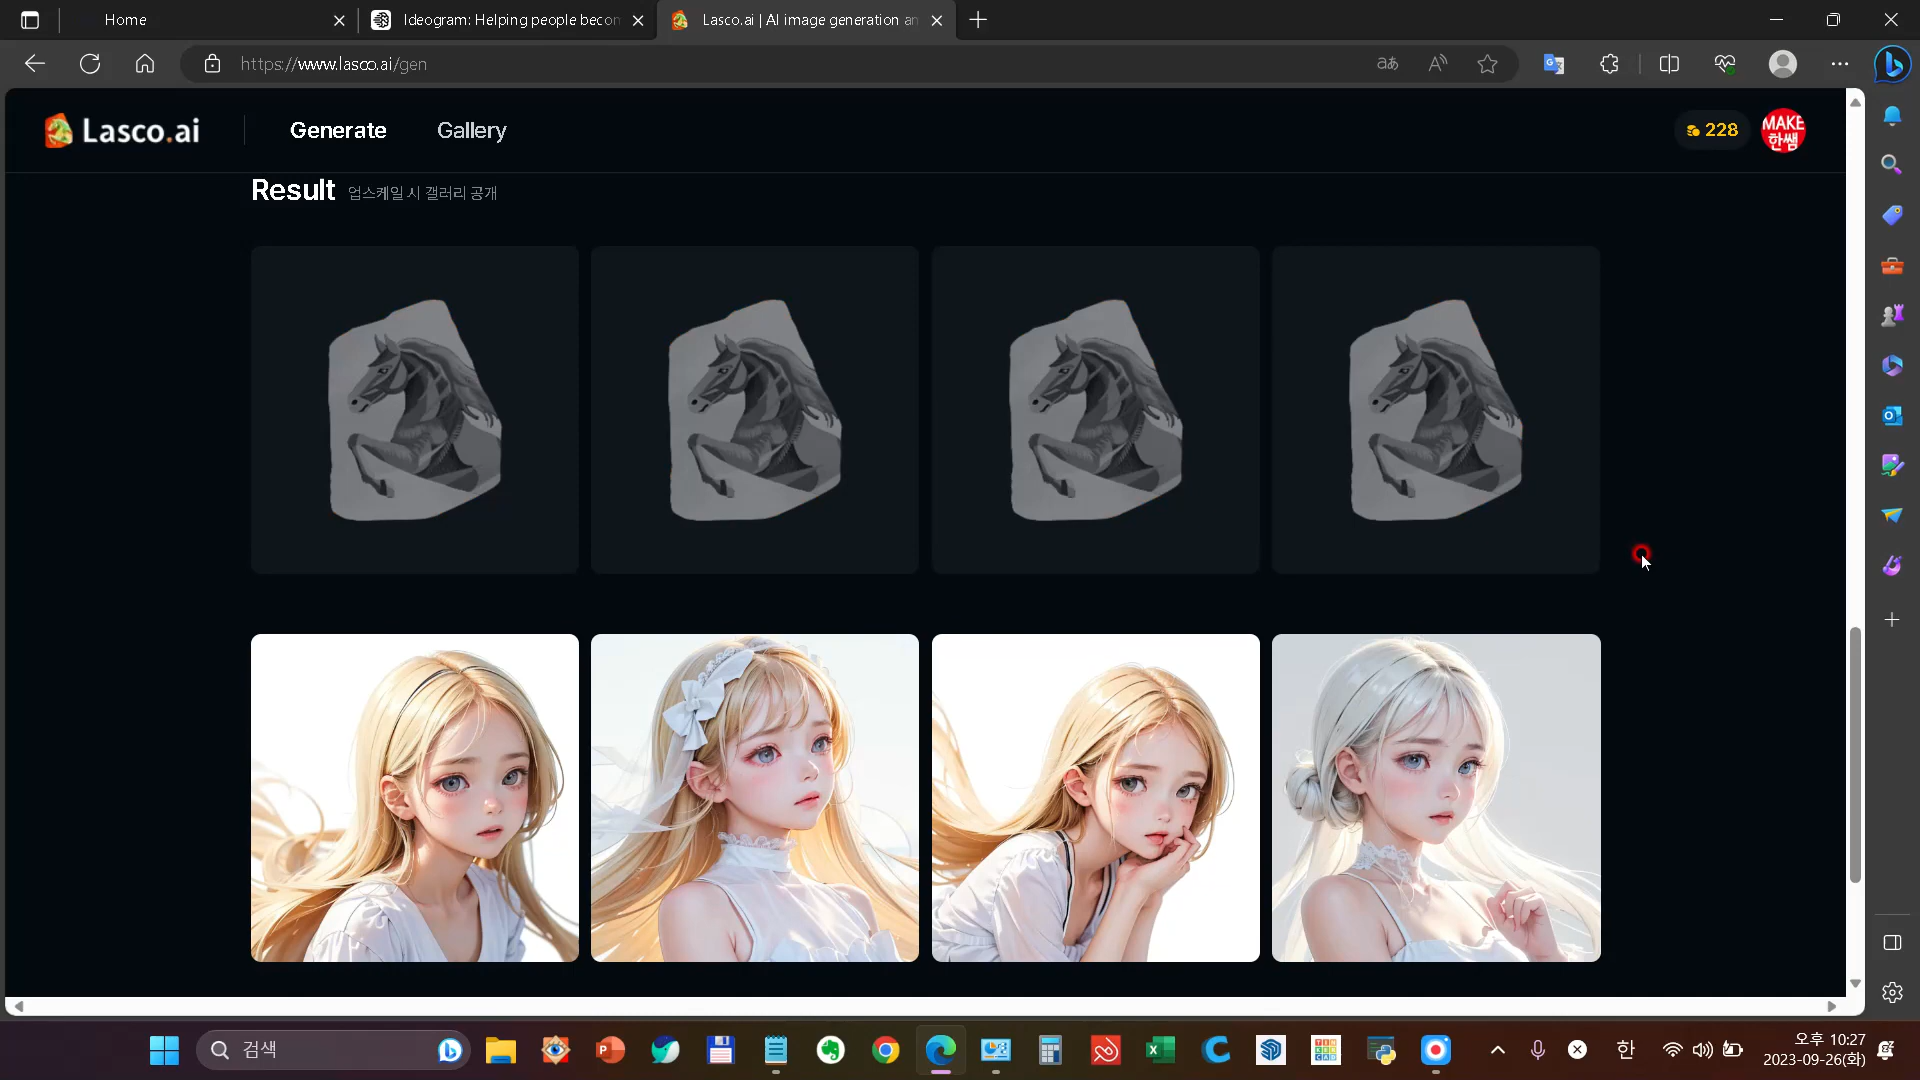 Home
Ideogram: Helping people becon
Lasco.ai | AI image generation an
https://www.lasco.ai/gen
Lasco.ai
Generate
Gallery
228
MAKE
한쌤
Result 업스케일 시 갤러리 공개
검색
한
오후 10:27
2023-09-26(화)